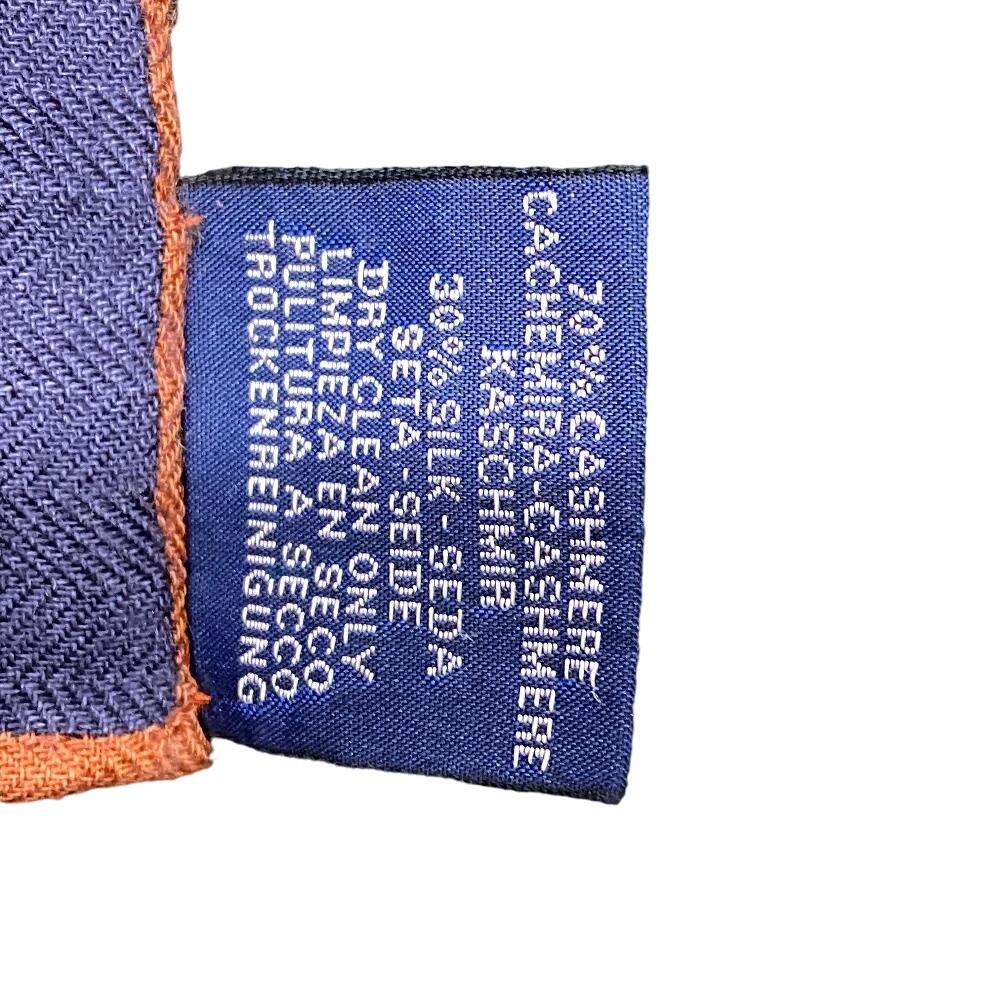 70% CASHMERE
CACHEMIRA-CASHMERE
KASCHMIR
30% SILK-SEDA
SETA-SEIDE
DRY CLEAN ONLY
LIMPIEZA EN SECO
PULITURA A SECCO
TROCKENREINIGUNG